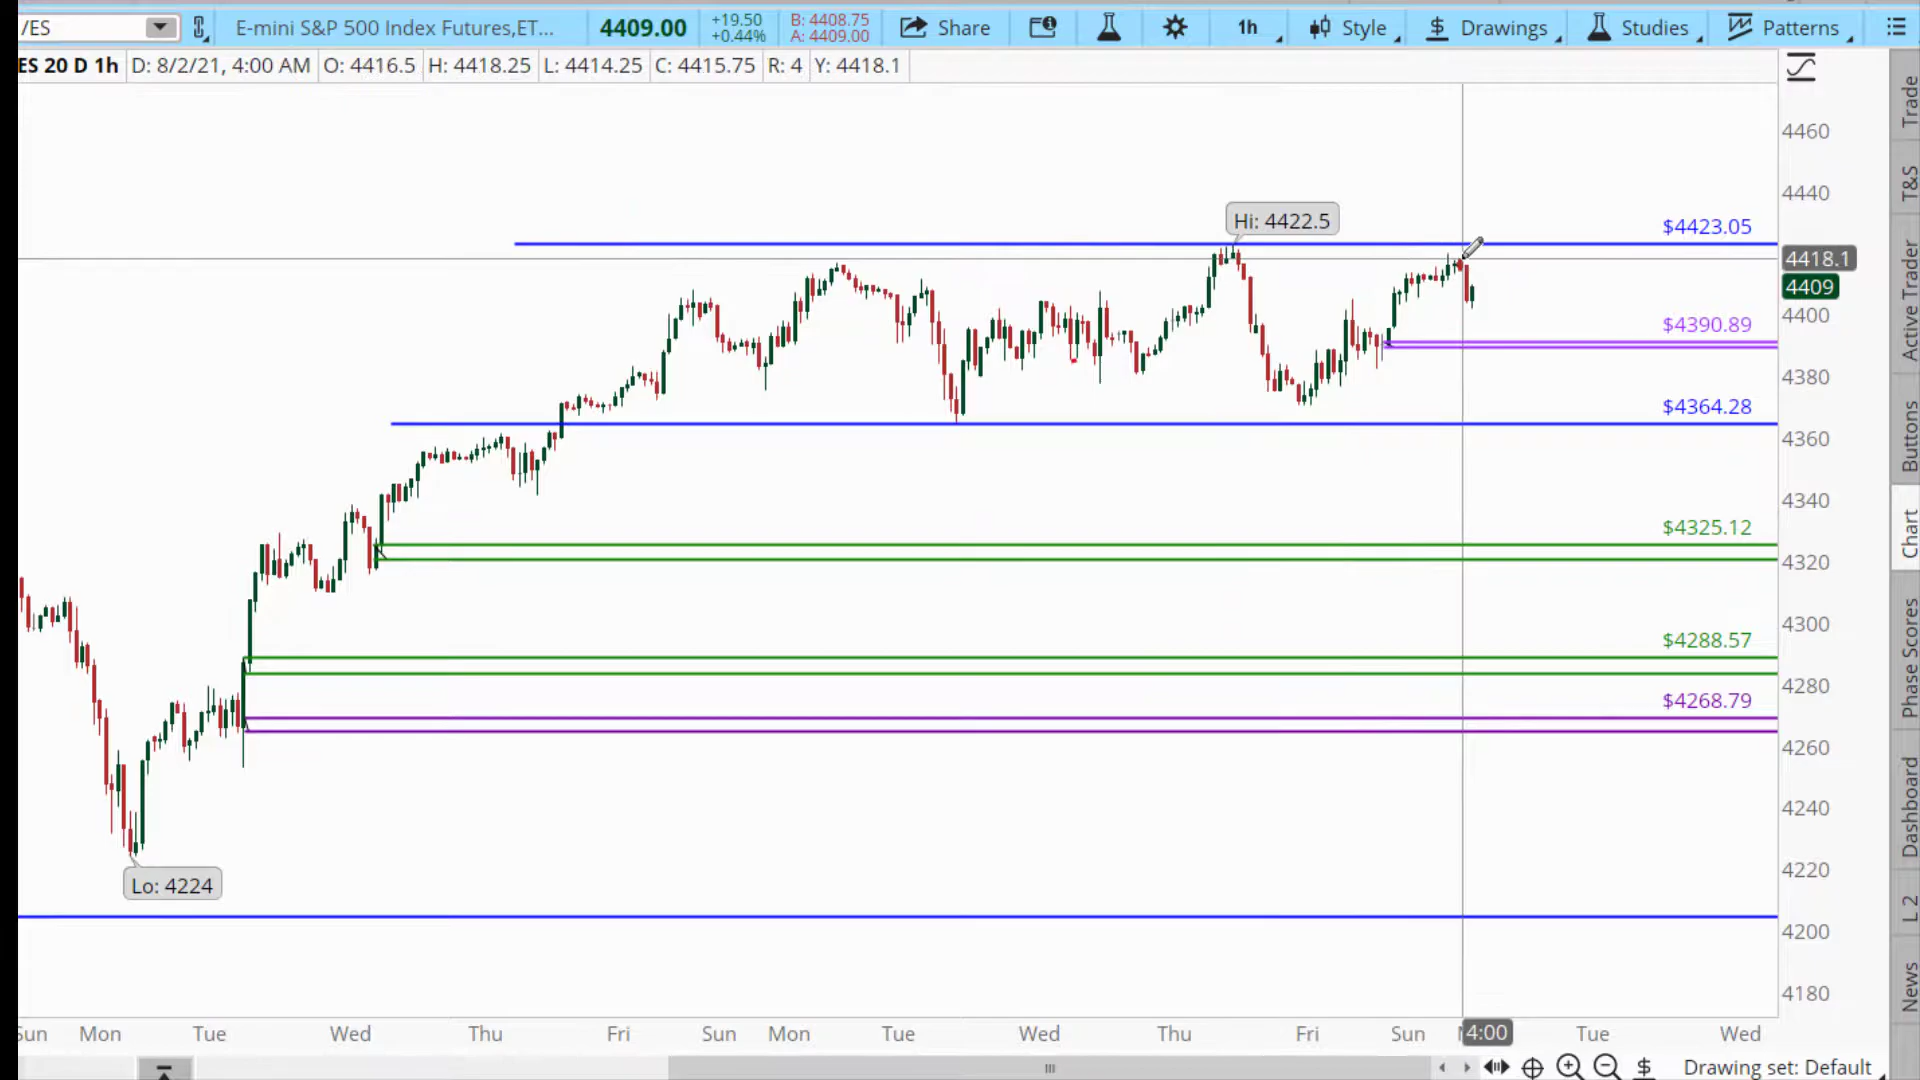 /ES E-mini S&P 500 Index Futures,ET... 4409.00 +19.50 +0.44% B: 4408.75 A: 4409.00 Share 1h Style $ Drawings Studies Patterns
ES 20 D 1h D: 8/2/21, 4:00 AM O: 4416.5 H: 4418.25 L: 4414.25 C: 4415.75 R: 4 Y: 4418.1
4460
4440
Hi: 4422.5
$4423.05
4418.1
4409
4400
$4390.89
4380
$4364.28
4360
4340
$4325.12
4320
4300
$4288.57
4280
$4268.79
4260
4240
4220
Lo: 4224
4200
4180
Sun Mon Tue Wed Thu Fri Sun Mon Tue Wed Thu Fri Sun 4:00 Tue Wed
$ Drawing set: Default
Trade
T&S
Active Trader
Buttons
Chart
Phase Scores
Dashboard
L 2
News